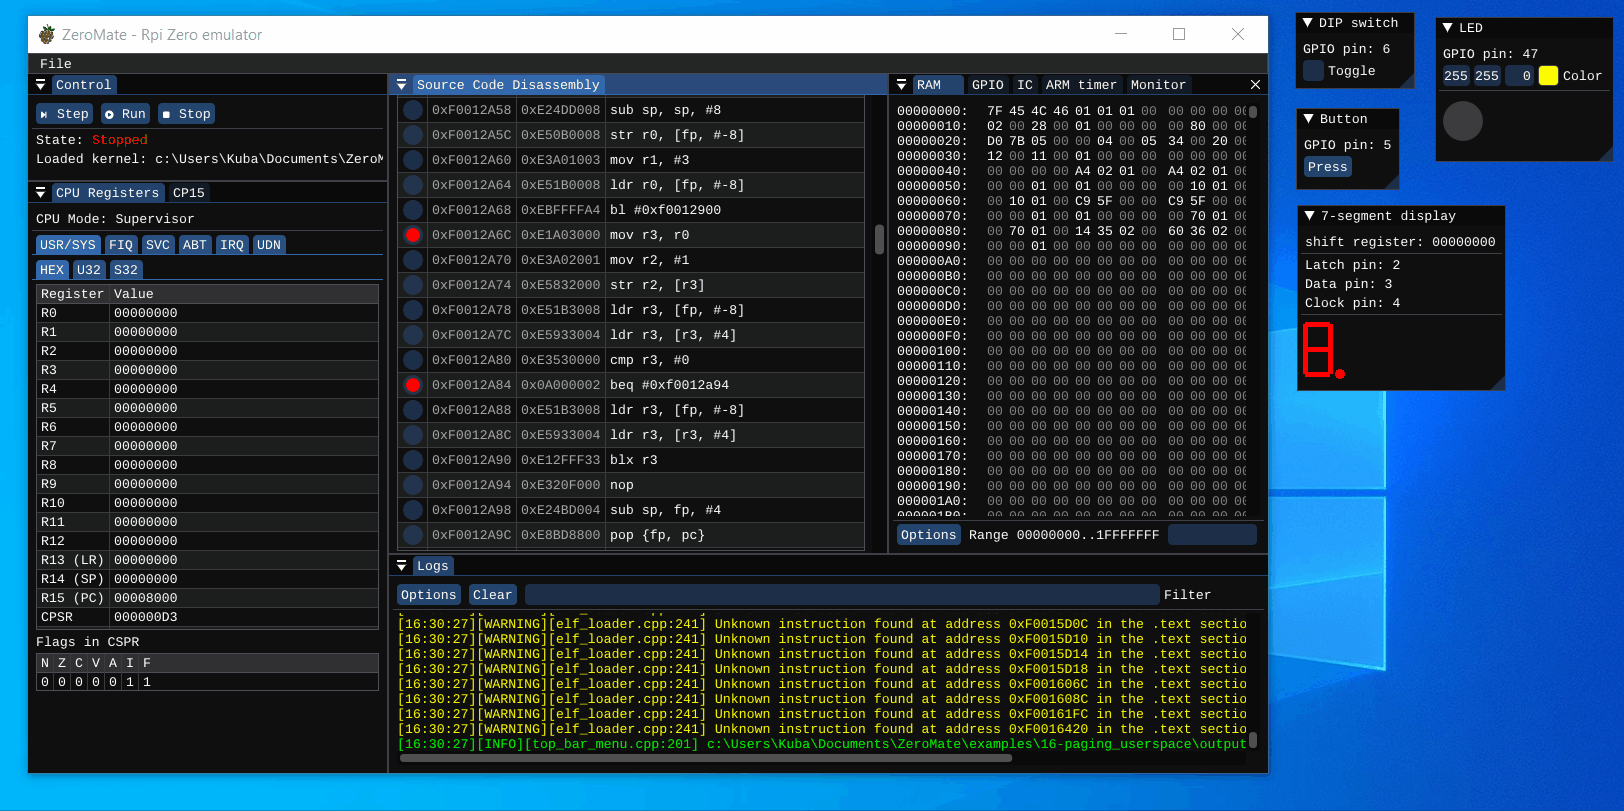 ZeroMate - Rpi Zero emulator
File
Control
Step Run Stop
State: Stopped
Loaded kernel: c:\Users\Kuba\Documents\ZeroM
CPU Registers CP15
CPU Mode: Supervisor
USR/SYS FIQ SVC ABT IRQ UDN
HEX U32 S32
Register Value
R0 00000000
R1 00000000
R2 00000000
R3 00000000
R4 00000000
R5 00000000
R6 00000000
R7 00000000
R8 00000000
R9 00000000
R10 00000000
R11 00000000
R12 00000000
R13 (LR) 00000000
R14 (SP) 00000000
R15 (PC) 00008000
CPSR 000000D3
Flags in CSPR
N Z C V A I F
0 0 0 0 0 1 1
Source Code Disassembly
0xF0012A58 0xE24DD008 sub sp, sp, #8
0xF0012A5C 0xE50B0008 str r0, [fp, #-8]
0xF0012A60 0xE3A01003 mov r1, #3
0xF0012A64 0xE51B0008 ldr r0, [fp, #-8]
0xF0012A68 0xEBFFFFA4 bl #0xf0012900
0xF0012A6C 0xE1A03000 mov r3, r0
0xF0012A70 0xE3A02001 mov r2, #1
0xF0012A74 0xE5832000 str r2, [r3]
0xF0012A78 0xE51B3008 ldr r3, [fp, #-8]
0xF0012A7C 0xE5933004 ldr r3, [r3, #4]
0xF0012A80 0xE3530000 cmp r3, #0
0xF0012A84 0x0A000002 beq #0xf0012a94
0xF0012A88 0xE51B3008 ldr r3, [fp, #-8]
0xF0012A8C 0xE5933004 ldr r3, [r3, #4]
0xF0012A90 0xE12FFF33 blx r3
0xF0012A94 0xE320F000 nop
0xF0012A98 0xE24BD004 sub sp, fp, #4
0xF0012A9C 0xE8BD8800 pop {fp, pc}
RAM GPIO IC ARM timer Monitor
00000000: 7F 45 4C 46 01 01 01 00 00 00 00 00
00000010: 02 00 28 00 01 00 00 00 00 80 00 00
00000020: D0 7B 05 00 00 04 00 05 34 00 20 00
00000030: 12 00 11 00 01 00 00 00 00 00 00 00
00000040: 00 00 00 00 A4 02 01 00 A4 02 01 00
00000050: 00 00 01 00 01 00 00 00 00 10 01 00
00000060: 00 10 01 00 C9 5F 00 00 C9 5F 00 00
00000070: 00 00 01 00 01 00 00 00 00 70 01 00
00000080: 00 70 01 00 14 35 02 00 60 36 02 00
00000090: 00 00 01 00 00 00 00 00 00 00 00 00
000000A0: 00 00 00 00 00 00 00 00 00 00 00 00
000000B0: 00 00 00 00 00 00 00 00 00 00 00 00
000000C0: 00 00 00 00 00 00 00 00 00 00 00 00
000000D0: 00 00 00 00 00 00 00 00 00 00 00 00
000000E0: 00 00 00 00 00 00 00 00 00 00 00 00
000000F0: 00 00 00 00 00 00 00 00 00 00 00 00
00000100: 00 00 00 00 00 00 00 00 00 00 00 00
00000110: 00 00 00 00 00 00 00 00 00 00 00 00
00000120: 00 00 00 00 00 00 00 00 00 00 00 00
00000130: 00 00 00 00 00 00 00 00 00 00 00 00
00000140: 00 00 00 00 00 00 00 00 00 00 00 00
00000150: 00 00 00 00 00 00 00 00 00 00 00 00
00000160: 00 00 00 00 00 00 00 00 00 00 00 00
00000170: 00 00 00 00 00 00 00 00 00 00 00 00
00000180: 00 00 00 00 00 00 00 00 00 00 00 00
00000190: 00 00 00 00 00 00 00 00 00 00 00 00
000001A0: 00 00 00 00 00 00 00 00 00 00 00 00
000001B0: 00 00 00 00 00 00 00 00 00 00 00 00
Options Range 00000000..1FFFFFFF
Logs
Options Clear Filter
[16:30:27][WARNING][elf_loader.cpp:241] Unknown instruction found at address 0xF0015D0C in the .text sectio
[16:30:27][WARNING][elf_loader.cpp:241] Unknown instruction found at address 0xF0015D10 in the .text sectio
[16:30:27][WARNING][elf_loader.cpp:241] Unknown instruction found at address 0xF0015D14 in the .text sectio
[16:30:27][WARNING][elf_loader.cpp:241] Unknown instruction found at address 0xF0015D18 in the .text sectio
[16:30:27][WARNING][elf_loader.cpp:241] Unknown instruction found at address 0xF001606C in the .text sectio
[16:30:27][WARNING][elf_loader.cpp:241] Unknown instruction found at address 0xF001608C in the .text sectio
[16:30:27][WARNING][elf_loader.cpp:241] Unknown instruction found at address 0xF00161FC in the .text sectio
[16:30:27][WARNING][elf_loader.cpp:241] Unknown instruction found at address 0xF0016420 in the .text sectio
[16:30:27][INFO][top_bar_menu.cpp:201] c:\Users\Kuba\Documents\ZeroMate\examples\16-paging_userspace\output
DIP switch
GPIO pin: 6
Toggle
Button
GPIO pin: 5
Press
LED
GPIO pin: 47
255 255 0 Color
7-segment display
shift register: 00000000
Latch pin: 2
Data pin: 3
Clock pin: 4
8.